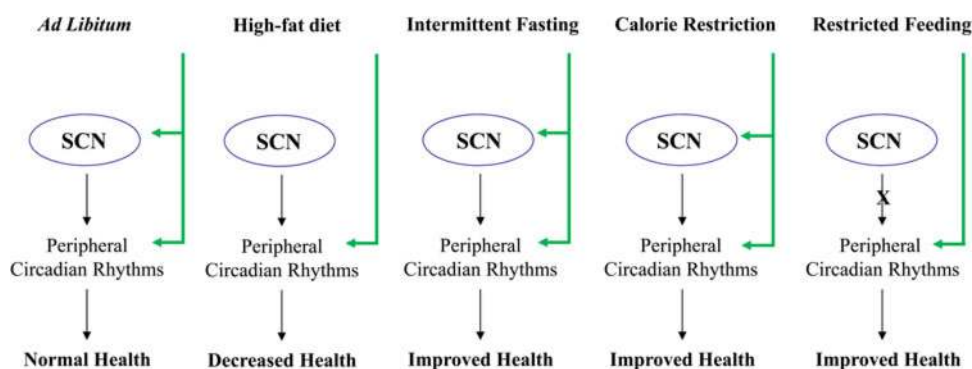 Ad Libitum
High-fat diet
Intermittent Fasting
Calorie Restriction
Restricted Feeding
SCN
SCN
SCN
SCN
SCN
X
Peripheral
Circadian Rhythms
Peripheral
Circadian Rhythms
Peripheral
Circadian Rhythms
Peripheral
Circadian Rhythms
Peripheral
Circadian Rhythms
Normal Health
Decreased Health
Improved Health
Improved Health
Improved Health